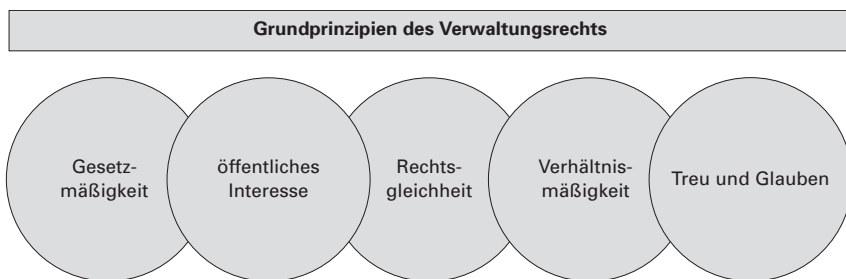 Grundprinzipien des Verwaltungsrechts
Gesetz-
mäßigkeit
öffentliches
Interesse
Rechts-
gleichheit
Verhältnis-
mäßigkeit
Treu und Glauben